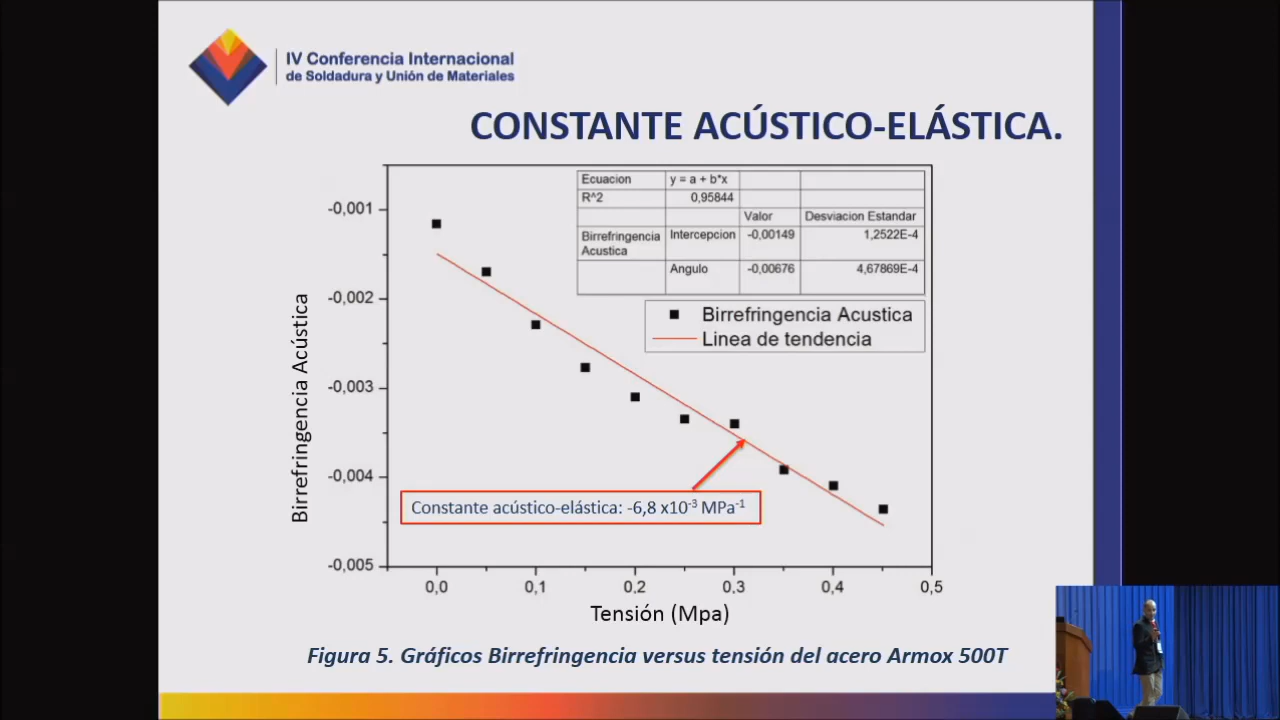 IV Conferencia Internacional
de Soldadura y Unión de Materiales
CONSTANTE ACÚSTICO-ELÁSTICA.
Ecuacion y = a + b*x
R^2 0,95844
Valor Desviacion Estandar
Birrefringencia Acustica Intercepcion -0,00149 1,2522E-4
Angulo -0,00676 4,67869E-4
Birrefringencia Acustica
Linea de tendencia
Birrefringencia Acústica
-0,001
-0,002
-0,003
-0,004
-0,005
Constante acústico-elástica: -6,8 x10-3 MPa-1
0,0 0,1 0,2 0,3 0,4 0,5
Tensión (Mpa)
Figura 5. Gráficos Birrefringencia versus tensión del acero Armox 500T